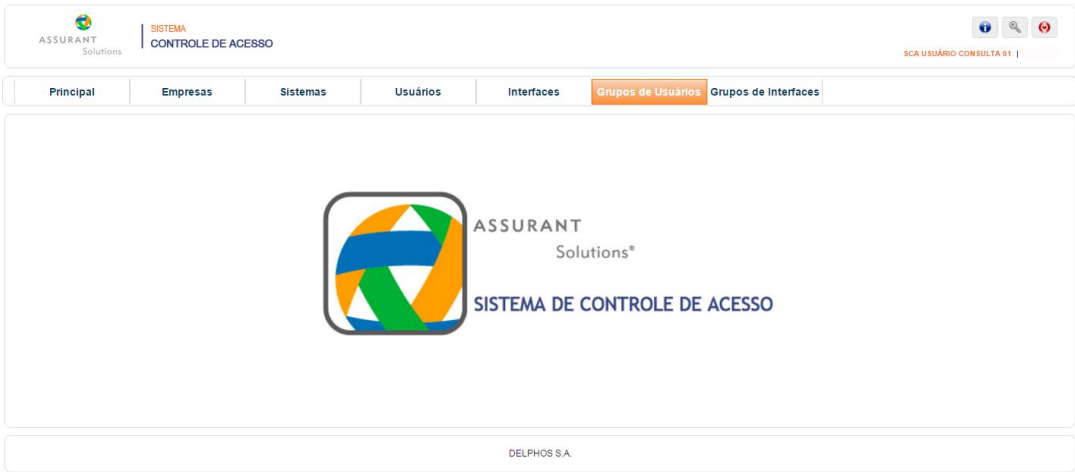 ASSURANT
Solutions
SISTEMA
CONTROLE DE ACESSO
SCA USUÁRIO CONSULTA 01 |
Principal Empresas Sistemas Usuários Interfaces Grupos de Usuários Grupos de Interfaces
ASSURANT
Solutions®
SISTEMA DE CONTROLE DE ACESSO
DELPHOS S.A.